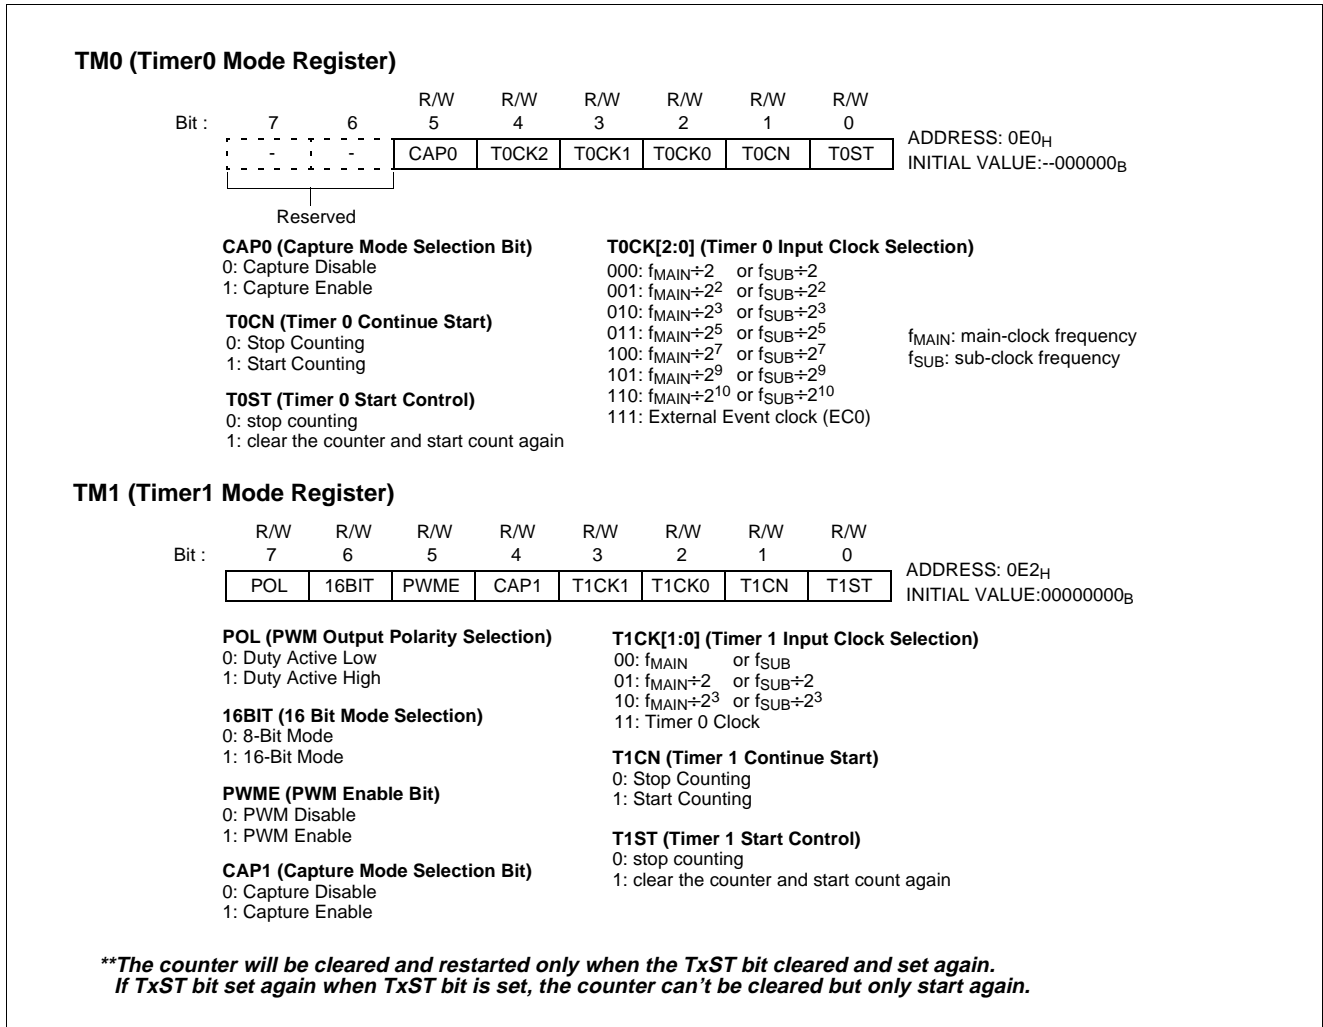 TM0 (Timer0 Mode Register)
R/W R/W R/W R/W R/W R/W
Bit : 7 6 5 4 3 2 1 0
- - CAP0 T0CK2 T0CK1 T0CK0 T0CN T0ST
ADDRESS: 0E0H
INITIAL VALUE:--000000B
Reserved
CAP0 (Capture Mode Selection Bit)
0: Capture Disable
1: Capture Enable
T0CN (Timer 0 Continue Start)
0: Stop Counting
1: Start Counting
T0ST (Timer 0 Start Control)
0: stop counting
1: clear the counter and start count again
T0CK[2:0] (Timer 0 Input Clock Selection)
000: fMAIN÷2 or fSUB÷2
001: fMAIN÷2² or fSUB÷2²
010: fMAIN÷2³ or fSUB÷2³
011: fMAIN÷2⁵ or fSUB÷2⁵
100: fMAIN÷2⁷ or fSUB÷2⁷
101: fMAIN÷2⁹ or fSUB÷2⁹
110: fMAIN÷2¹⁰ or fSUB÷2¹⁰
111: External Event clock (EC0)
fMAIN: main-clock frequency
fSUB: sub-clock frequency
TM1 (Timer1 Mode Register)
R/W R/W R/W R/W R/W R/W R/W R/W
Bit : 7 6 5 4 3 2 1 0
POL 16BIT PWME CAP1 T1CK1 T1CK0 T1CN T1ST
ADDRESS: 0E2H
INITIAL VALUE:00000000B
POL (PWM Output Polarity Selection)
0: Duty Active Low
1: Duty Active High
16BIT (16 Bit Mode Selection)
0: 8-Bit Mode
1: 16-Bit Mode
PWME (PWM Enable Bit)
0: PWM Disable
1: PWM Enable
CAP1 (Capture Mode Selection Bit)
0: Capture Disable
1: Capture Enable
T1CK[1:0] (Timer 1 Input Clock Selection)
00: fMAIN or fSUB
01: fMAIN÷2 or fSUB÷2
10: fMAIN÷2³ or fSUB÷2³
11: Timer 0 Clock
T1CN (Timer 1 Continue Start)
0: Stop Counting
1: Start Counting
T1ST (Timer 1 Start Control)
0: stop counting
1: clear the counter and start count again
**The counter will be cleared and restarted only when the TxST bit cleared and set again.
If TxST bit set again when TxST bit is set, the counter can't be cleared but only start again.